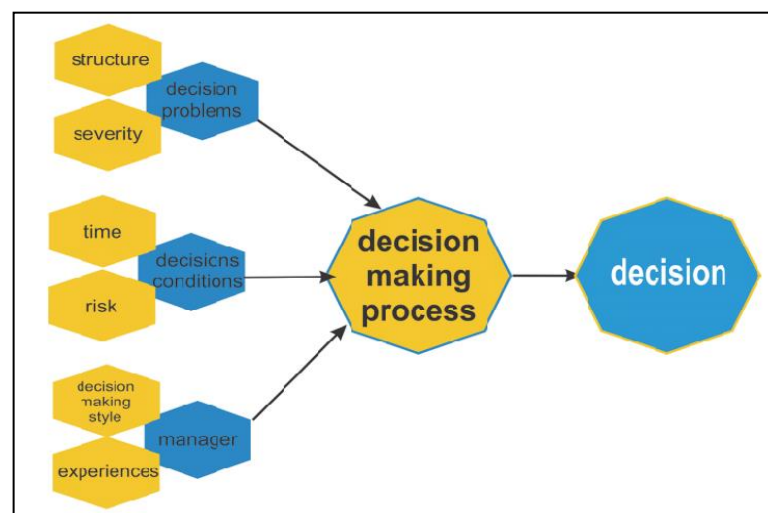 structure
decision
problems
severity
time
decisicns
conditions
risk
decision
making
style
manager
experiences
decision
making
process
decision